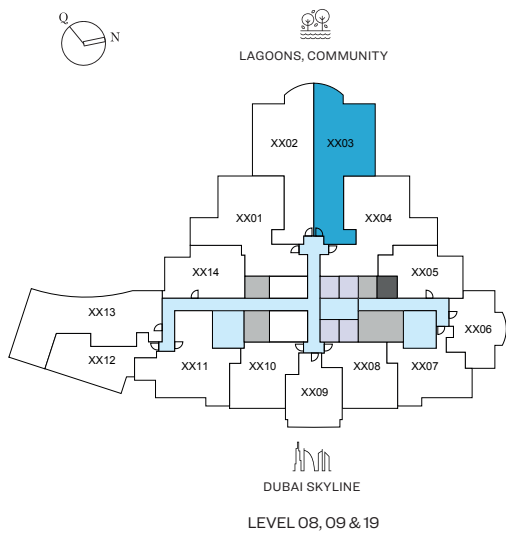 Q
N
LAGOONS, COMMUNITY
XX02
XX03
XX01
XX04
XX14
XX05
XX13
XX06
XX12
XX11
XX10
XX08
XX07
XX09
DUBAI SKYLINE
LEVEL 08, 09 & 19